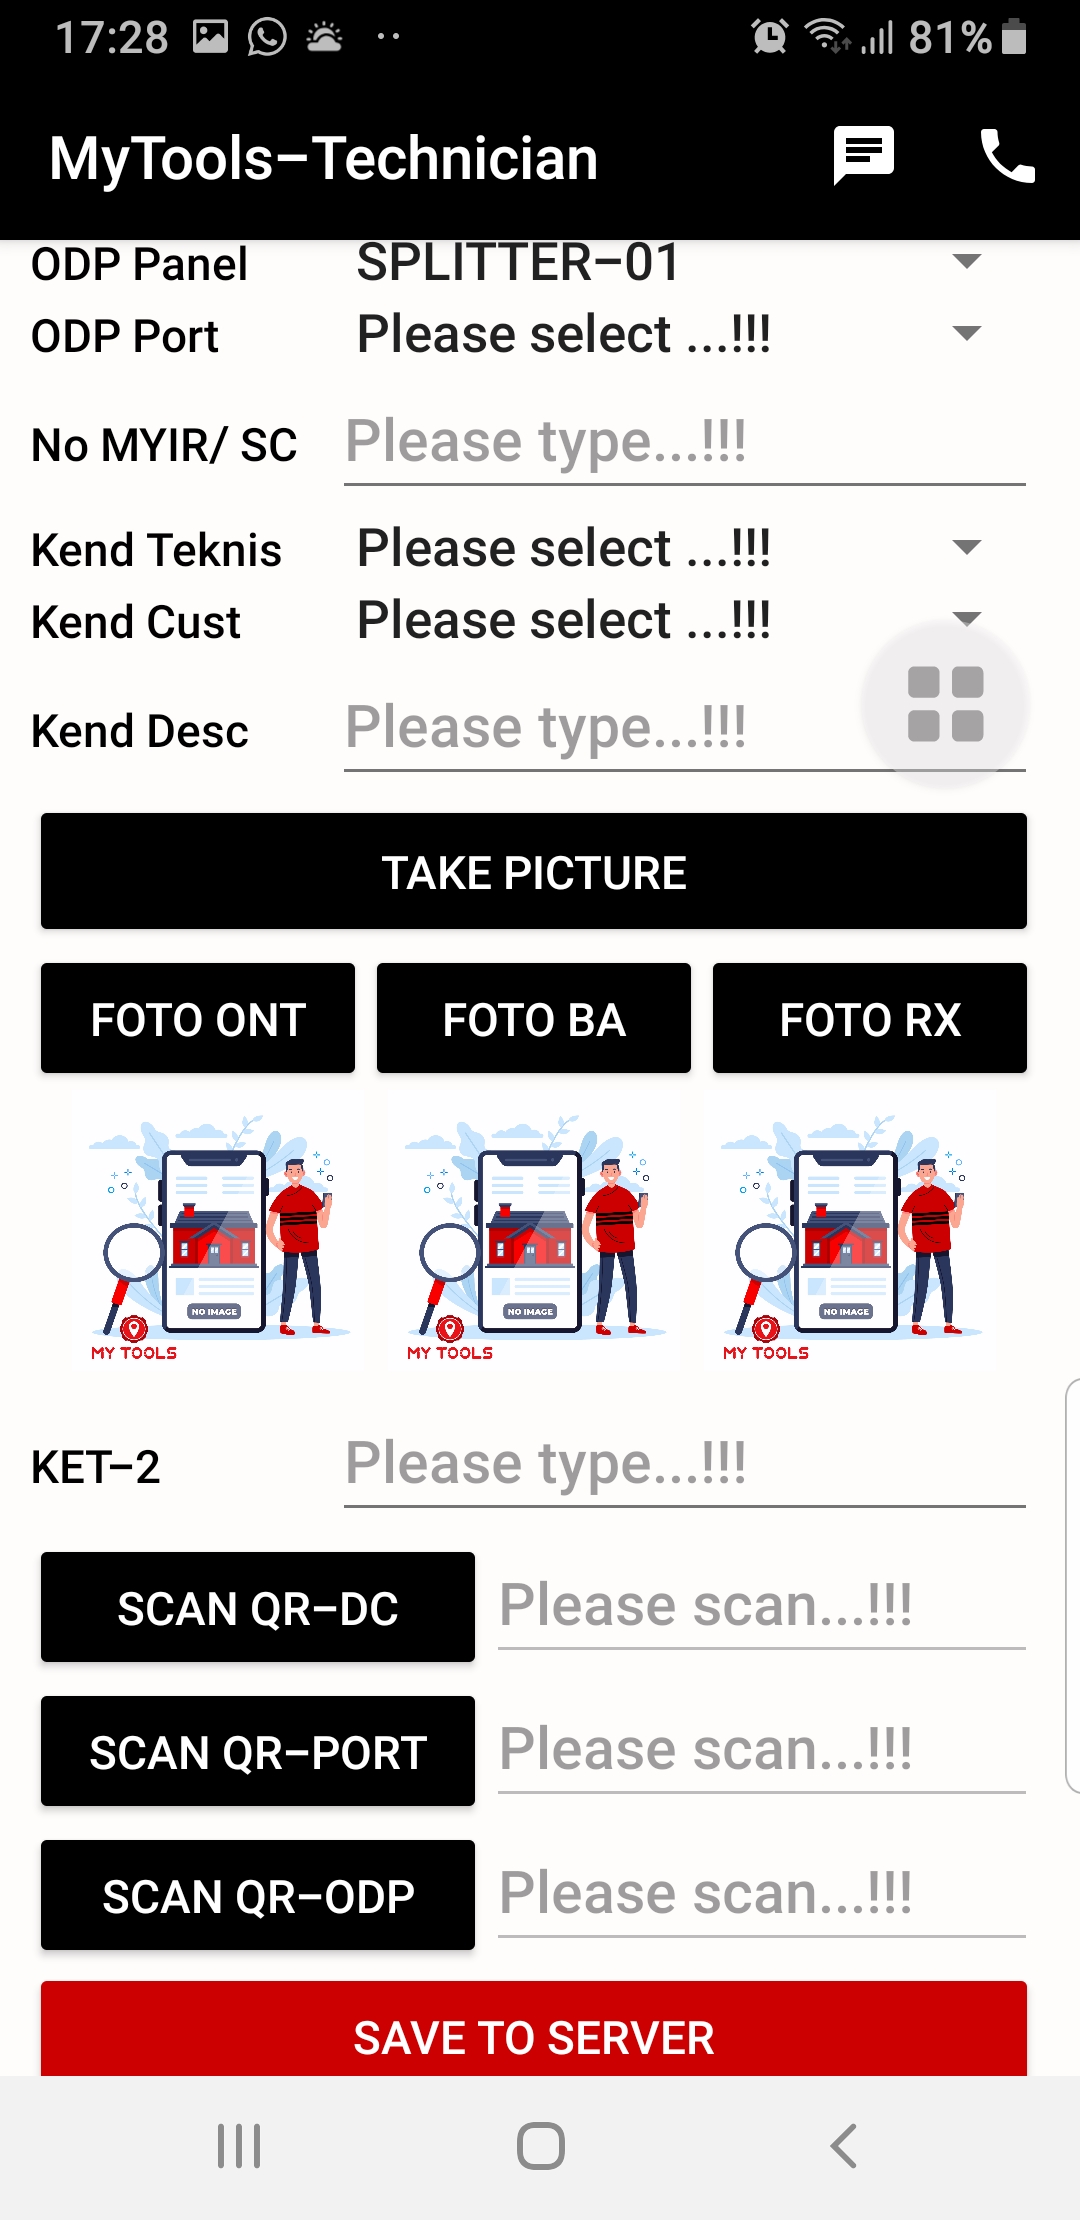 17:28 81%
MyTools–Technician
ODP Panel SPLITTER–01
ODP Port Please select ...!!!
No MYIR/ SC Please type...!!!
Kend Teknis Please select ...!!!
Kend Cust Please select ...!!!
Kend Desc Please type...!!!
TAKE PICTURE
FOTO ONT FOTO BA FOTO RX
NO IMAGE NO IMAGE NO IMAGE
MY TOOLS MY TOOLS MY TOOLS
KET–2 Please type...!!!
SCAN QR–DC Please scan...!!!
SCAN QR–PORT Please scan...!!!
SCAN QR–ODP Please scan...!!!
SAVE TO SERVER